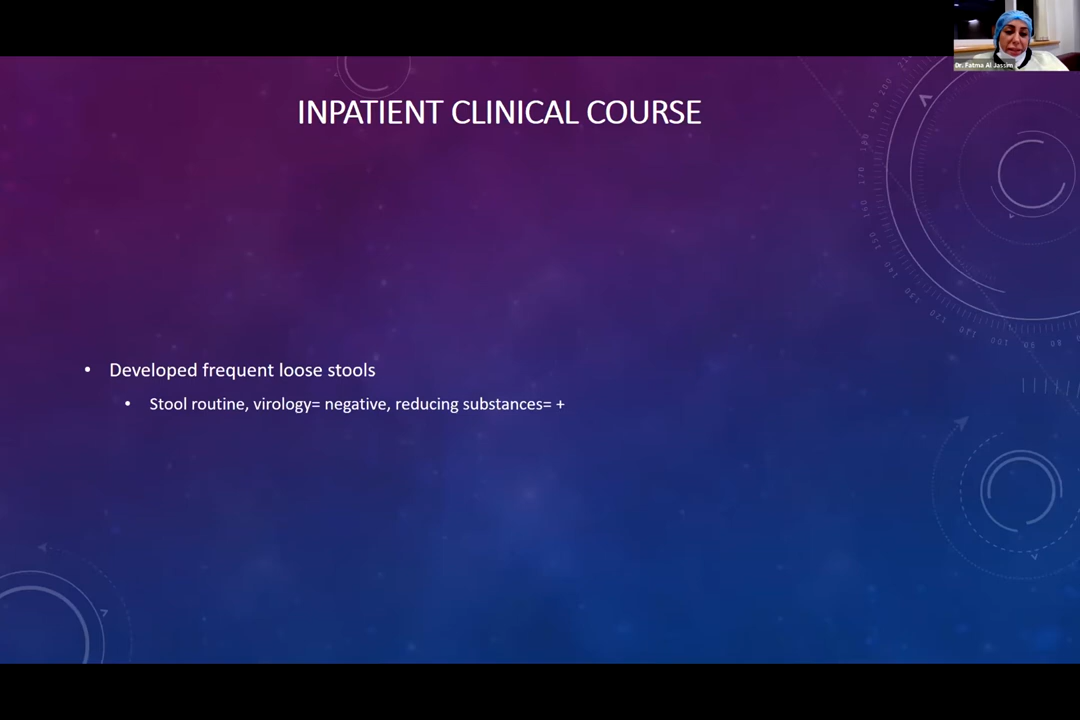 Dr. Fatma Al Jassim
INPATIENT CLINICAL COURSE
• Developed frequent loose stools
• Stool routine, virology= negative, reducing substances= +